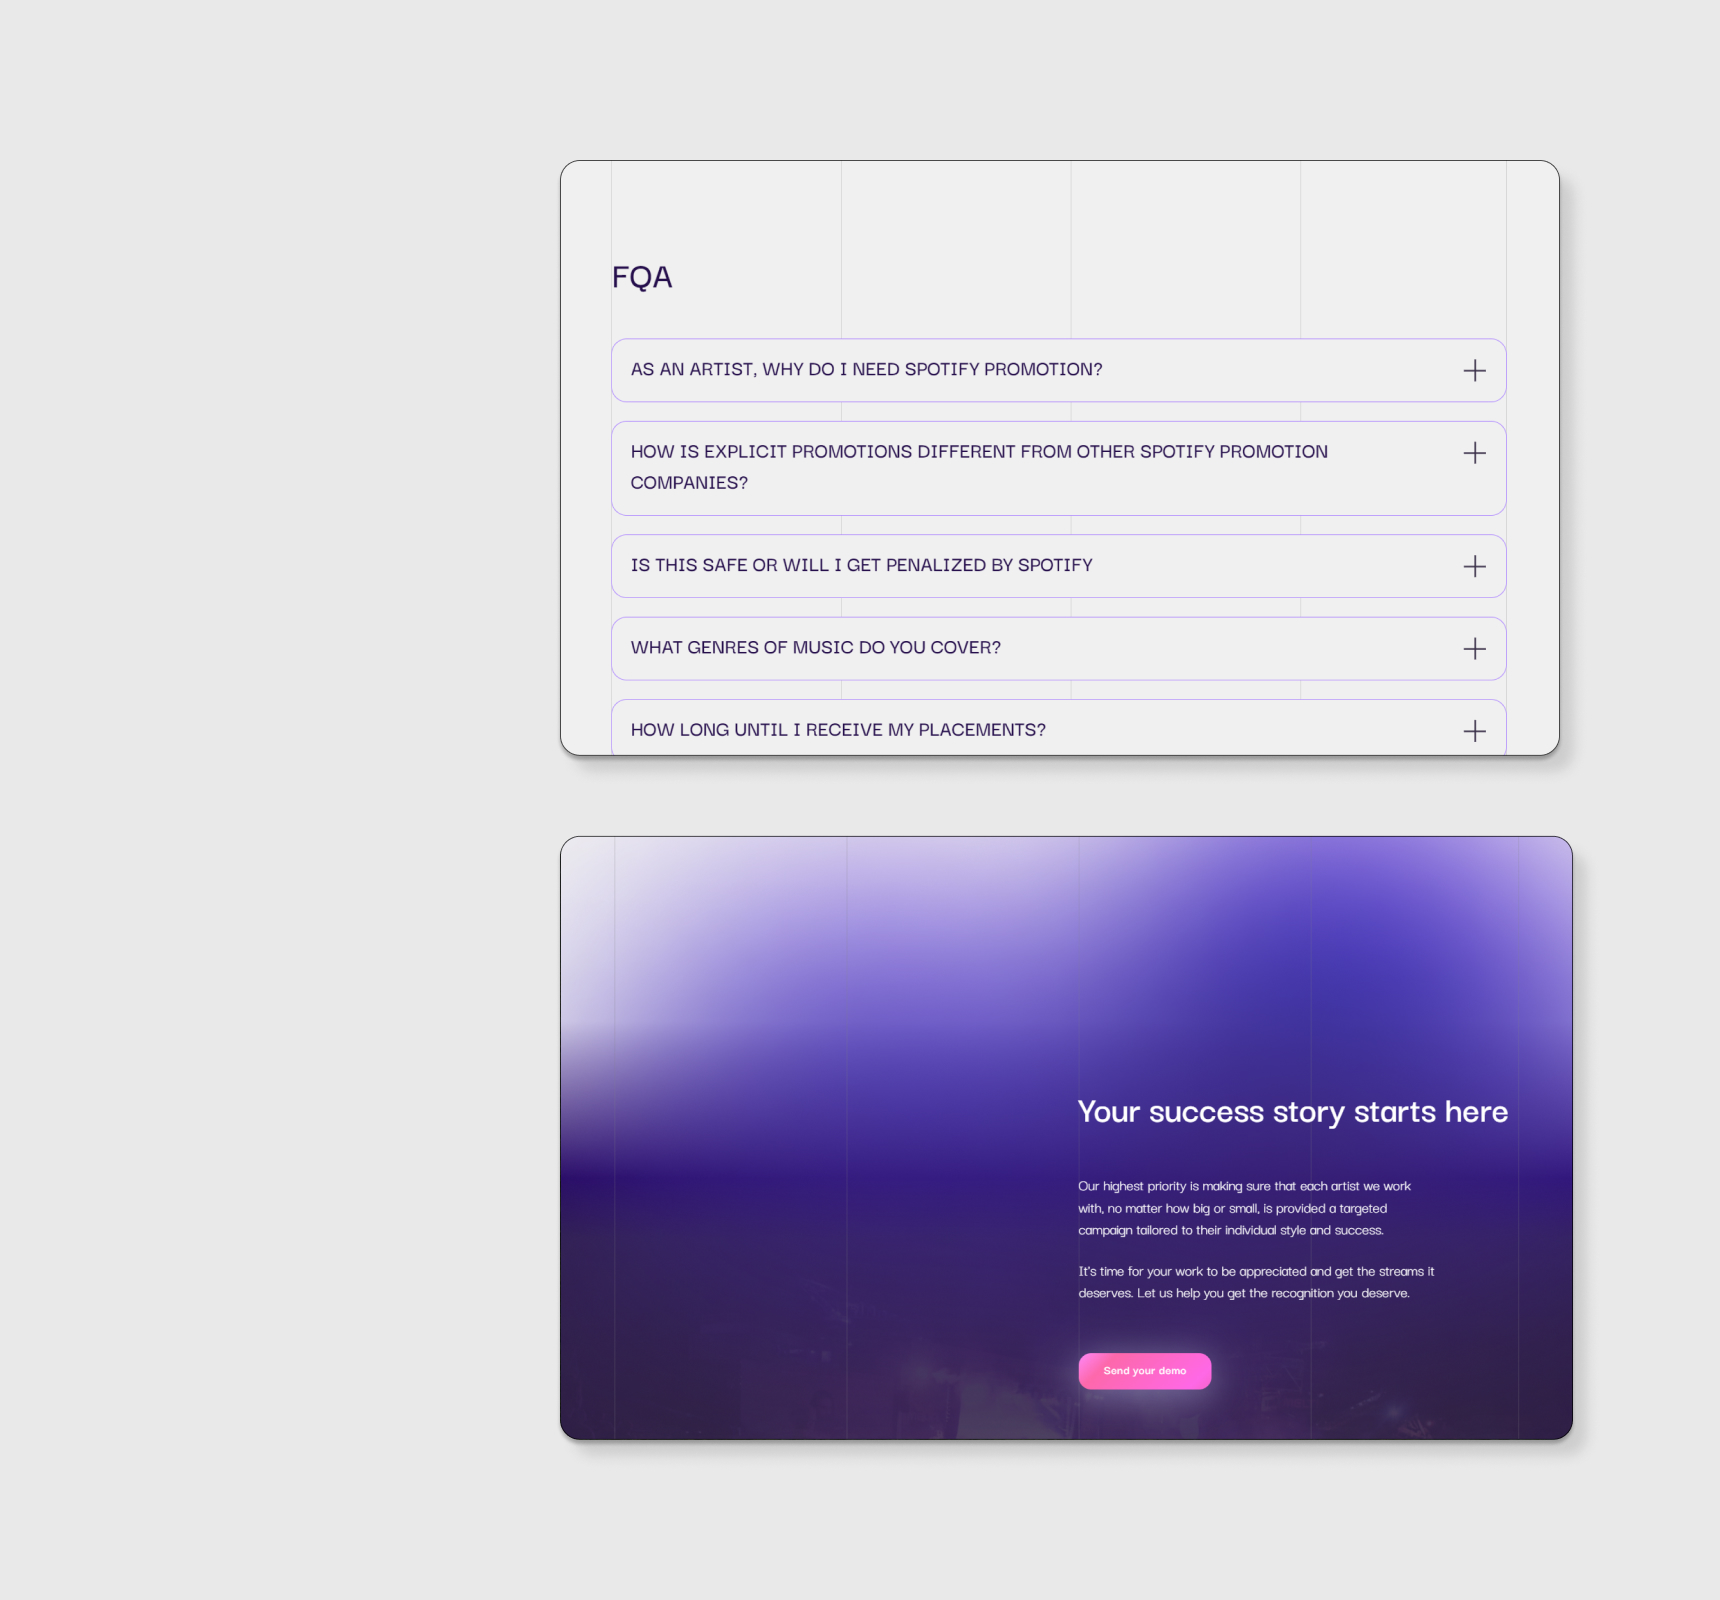 FQA
AS AN ARTIST, WHY DO I NEED SPOTIFY PROMOTION?
HOW IS EXPLICIT PROMOTIONS DIFFERENT FROM OTHER SPOTIFY PROMOTION
COMPANIES?
IS THIS SAFE OR WILL I GET PENALIZED BY SPOTIFY
WHAT GENRES OF MUSIC DO YOU COVER?
HOW LONG UNTIL I RECEIVE MY PLACEMENTS?
Your success story starts here
Our highest priority is making sure that each artist we work
with, no matter how big or small, is provided a targeted
campaign tailored to their individual style and success.
It's time for your work to be appreciated and get the streams it
deserves. Let us help you get the recognition you deserve.
Send your demo